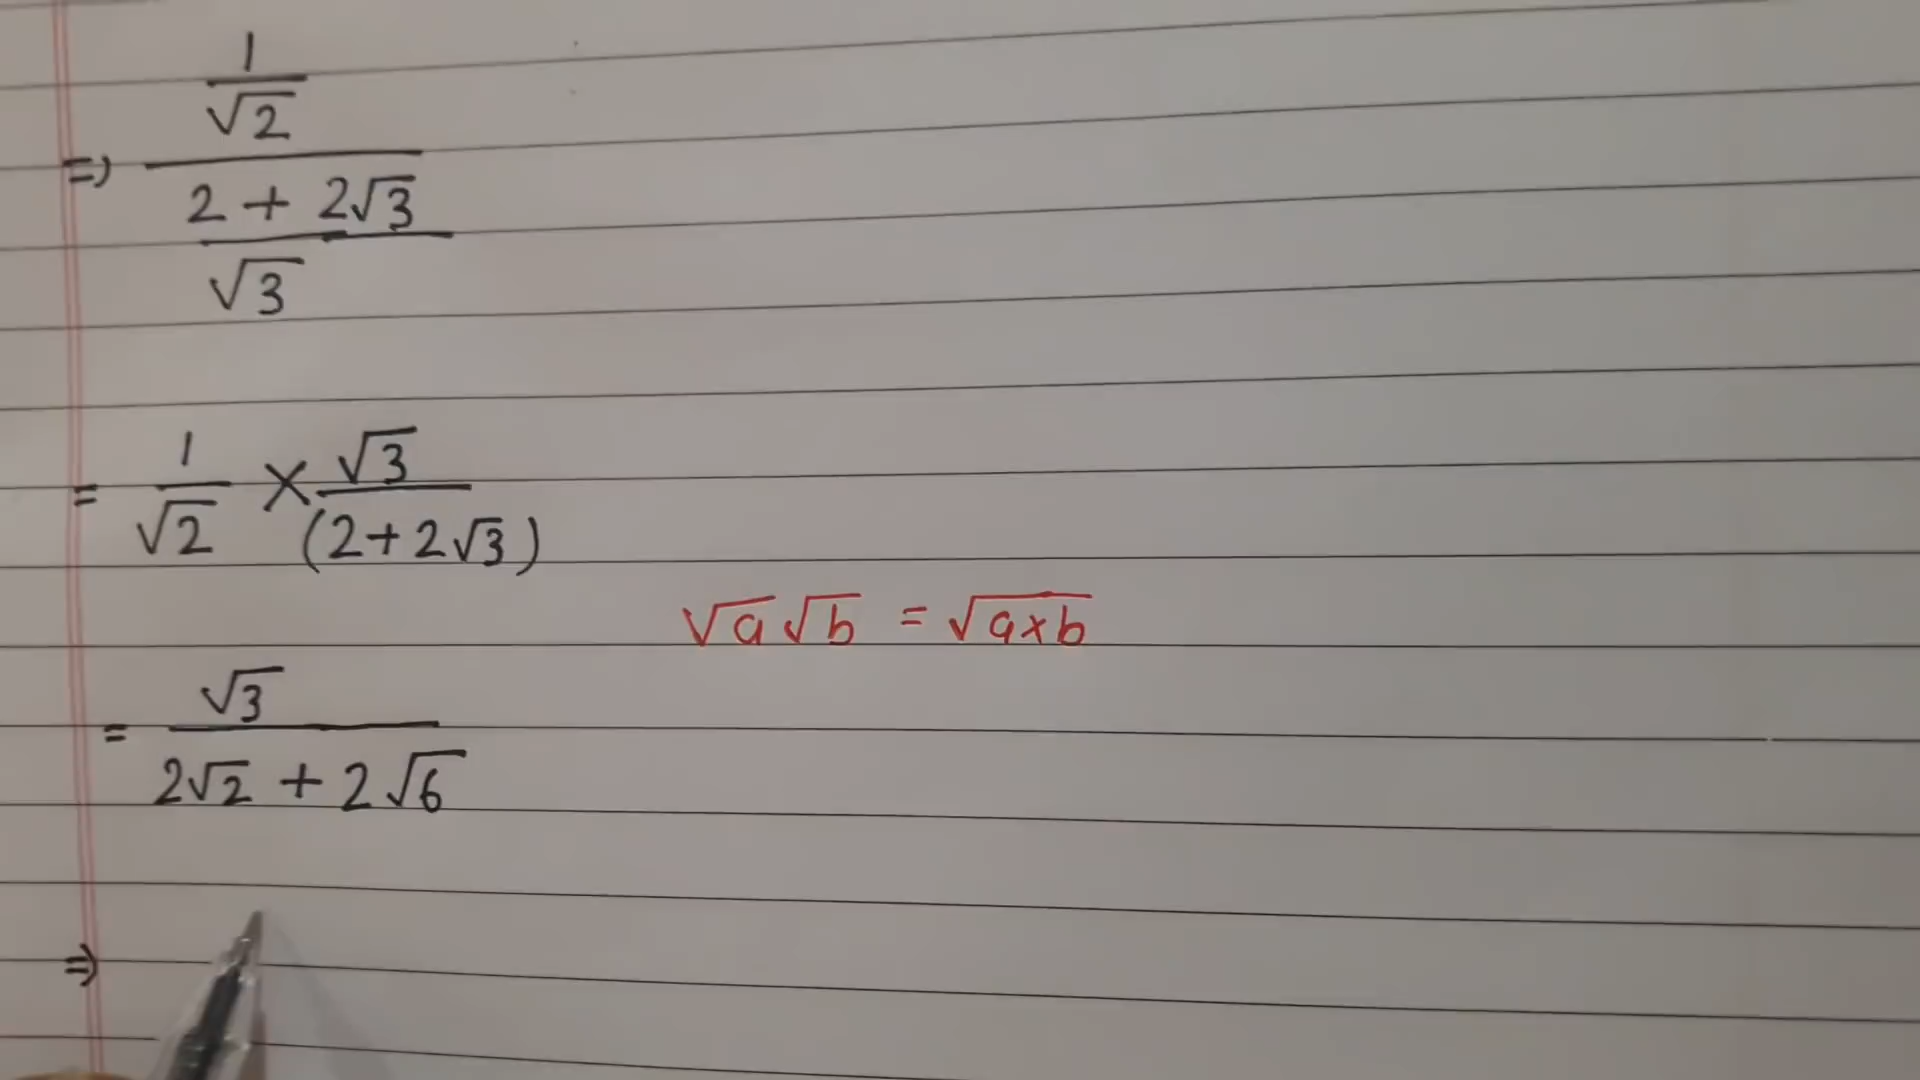 1
√2
=> 2 + 2√3
√3
= 1/√2 × √3/(2+2√3)
√a√b = √a×b
= √3/2√2 + 2√6
⇒